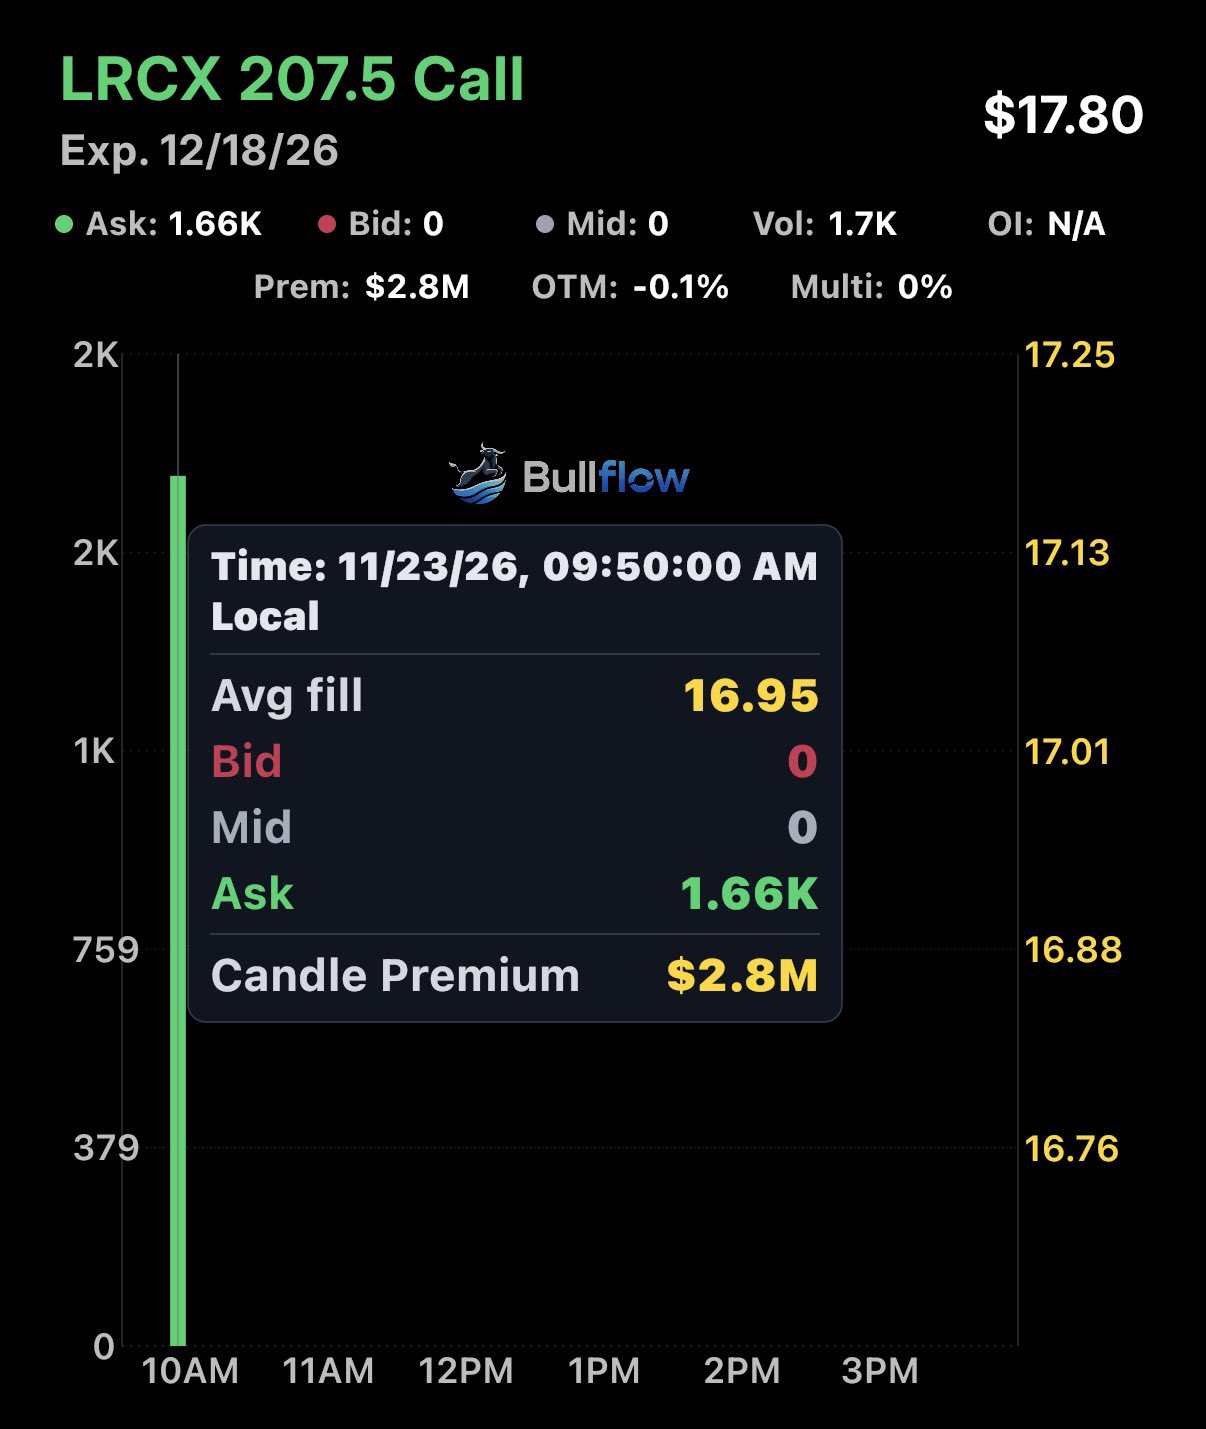 LRCX 207.5 Call
$17.80
Exp. 12/18/26
Ask: 1.66K Bid: 0 Mid: 0 Vol: 1.7K OI: N/A
Prem: $2.8M OTM: -0.1% Multi: 0%
2K 17.25
Bullflow
2K 17.13
Time: 11/23/26, 09:50:00 AM
Local
Avg fill 16.95
1K 17.01
Bid 0
Mid 0
Ask 1.66K
759 16.88
Candle Premium $2.8M
379 16.76
0
10AM 11AM 12PM 1PM 2PM 3PM